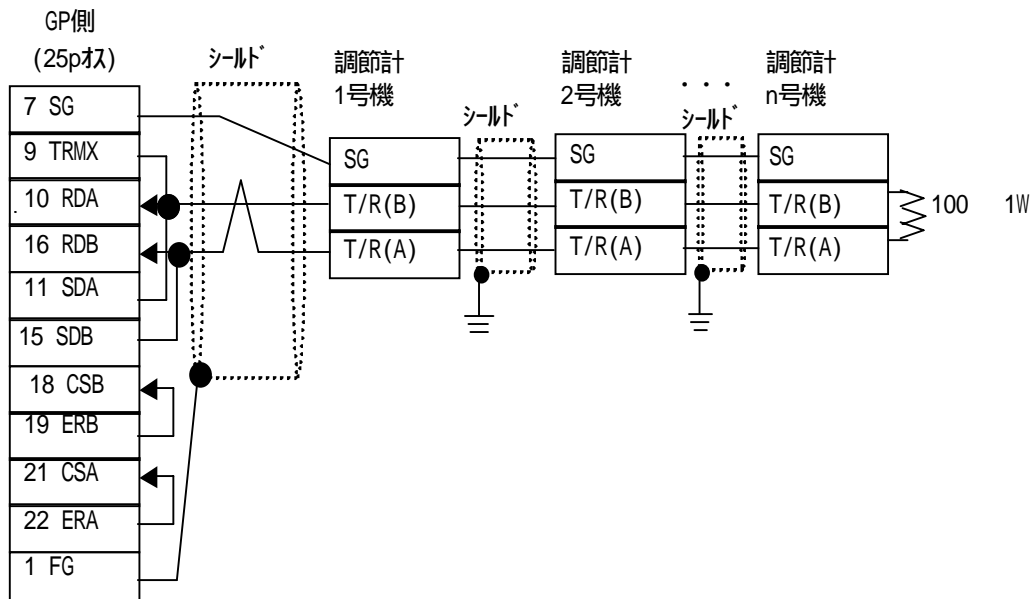 GP側
(25pｵｽ)
7 SG
9 TRMX
10 RDA
16 RDB
11 SDA
15 SDB
18 CSB
19 ERB
21 CSA
22 ERA
1 FG
ｼｰﾙﾄﾞ
調節計
1号機
SG
T/R(B)
T/R(A)
ｼｰﾙﾄﾞ
調節計
2号機
SG
T/R(B)
T/R(A)
・・・
ｼｰﾙﾄﾞ
調節計
n号機
SG
T/R(B)
T/R(A)
100 1W